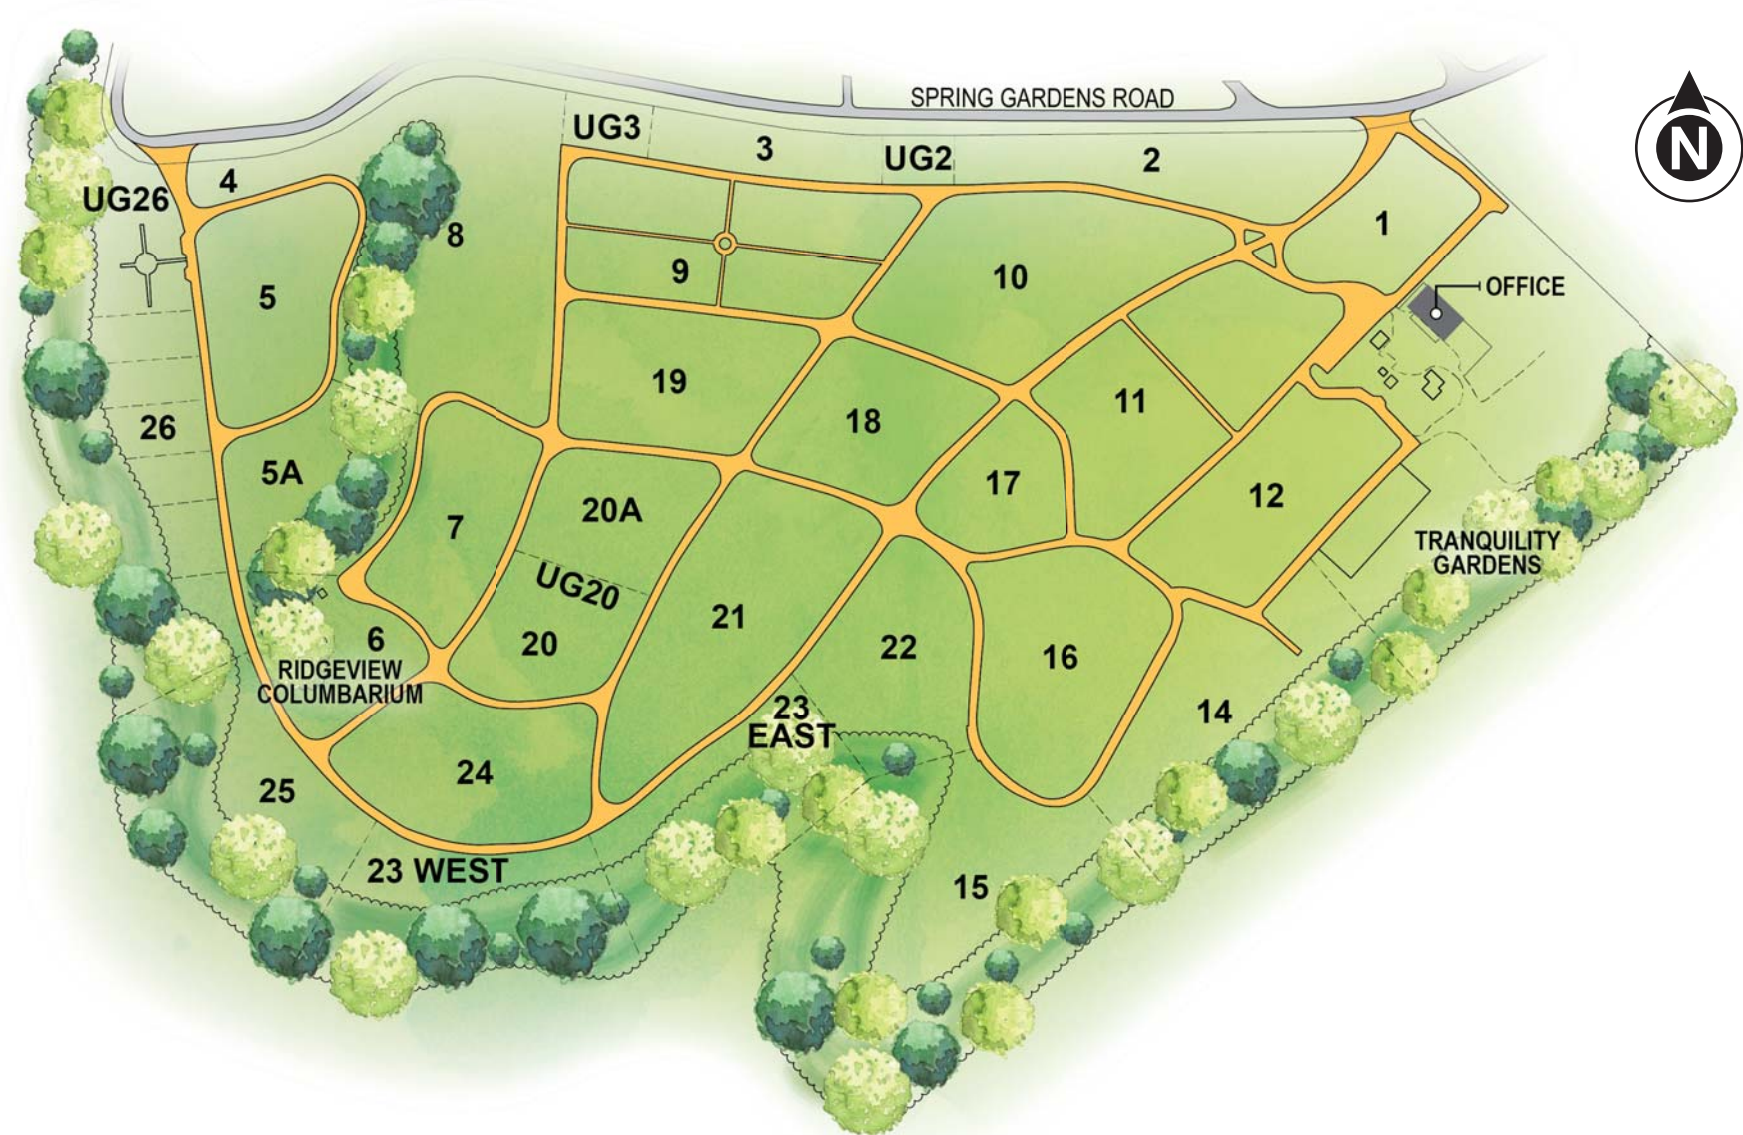 SPRING GARDENS ROAD
N
UG3
3
UG2
2
4
UG26
1
8
5
9
10
OFFICE
19
11
18
26
5A
17
12
7
20A
TRANQUILITY
GARDENS
UG20
21
20
22
16
6
RIDGEVIEW
COLUMBARIUM
14
23
EAST
24
25
23 WEST
15